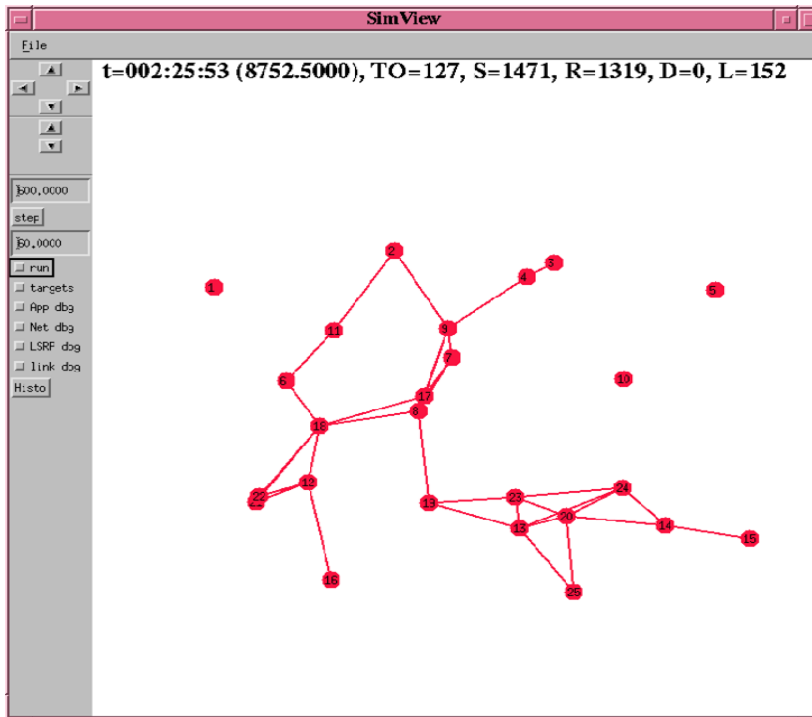 SimView
File
t=002:25:53 (8752.5000), TO=127, S=1471, R=1319, D=0, L=152
step
run
targets
App dbg
Net dbg
LSRF dbg
link dbg
Histo
2
3
4
1
5
11
9
7
10
6
17
8
18
12
22
24
23
19
20
13
14
15
16
25